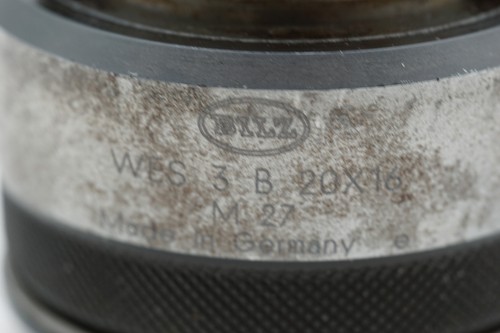 BILZ
WES 3 B 20X16
M 27
Made in Germany e